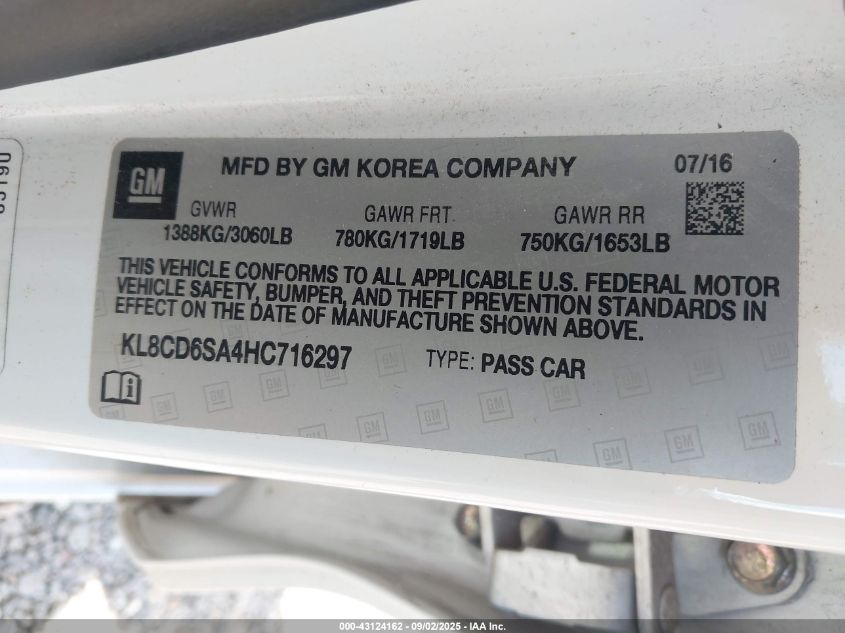 GM
MFD BY GM KOREA COMPANY
07/16
GVWR GAWR FRT. GAWR RR
1388KG/3060LB 780KG/1719LB 750KG/1653LB
THIS VEHICLE CONFORMS TO ALL APPLICABLE U.S. FEDERAL MOTOR
VEHICLE SAFETY, BUMPER, AND THEFT PREVENTION STANDARDS IN
EFFECT ON THE DATE OF MANUFACTURE SHOWN ABOVE.
KL8CD6SA4HC716297 TYPE: PASS CAR
000-43124162 - 09/02/2025 - IAA Inc.